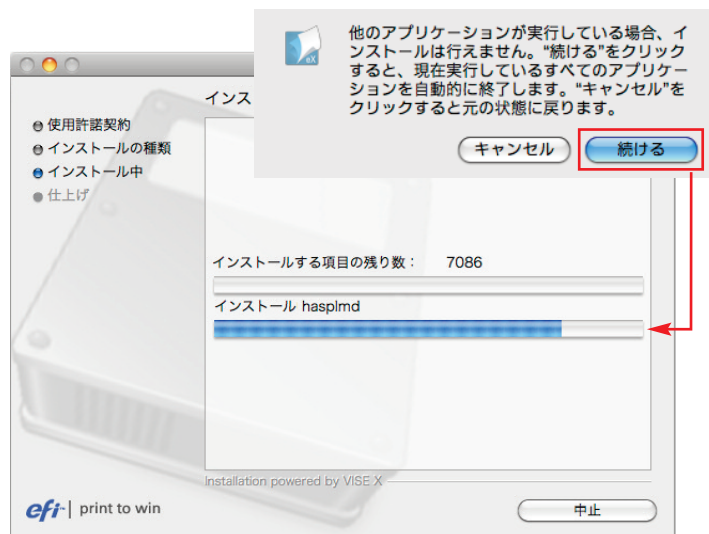 他のアプリケーションが実行している場合、イ
ンストールは行えません。“続ける”をクリック
すると、現在実行しているすべてのアプリケー
ションを自動的に終了します。“キャンセル”を
クリックすると元の状態に戻ります。
キャンセル
続ける
インス
使用許諾契約
インストールの種類
インストール中
仕上げ
インストールする項目の残り数： 7086
インストール hasplmd
Installation powered by VISE X
efi | print to win
中止